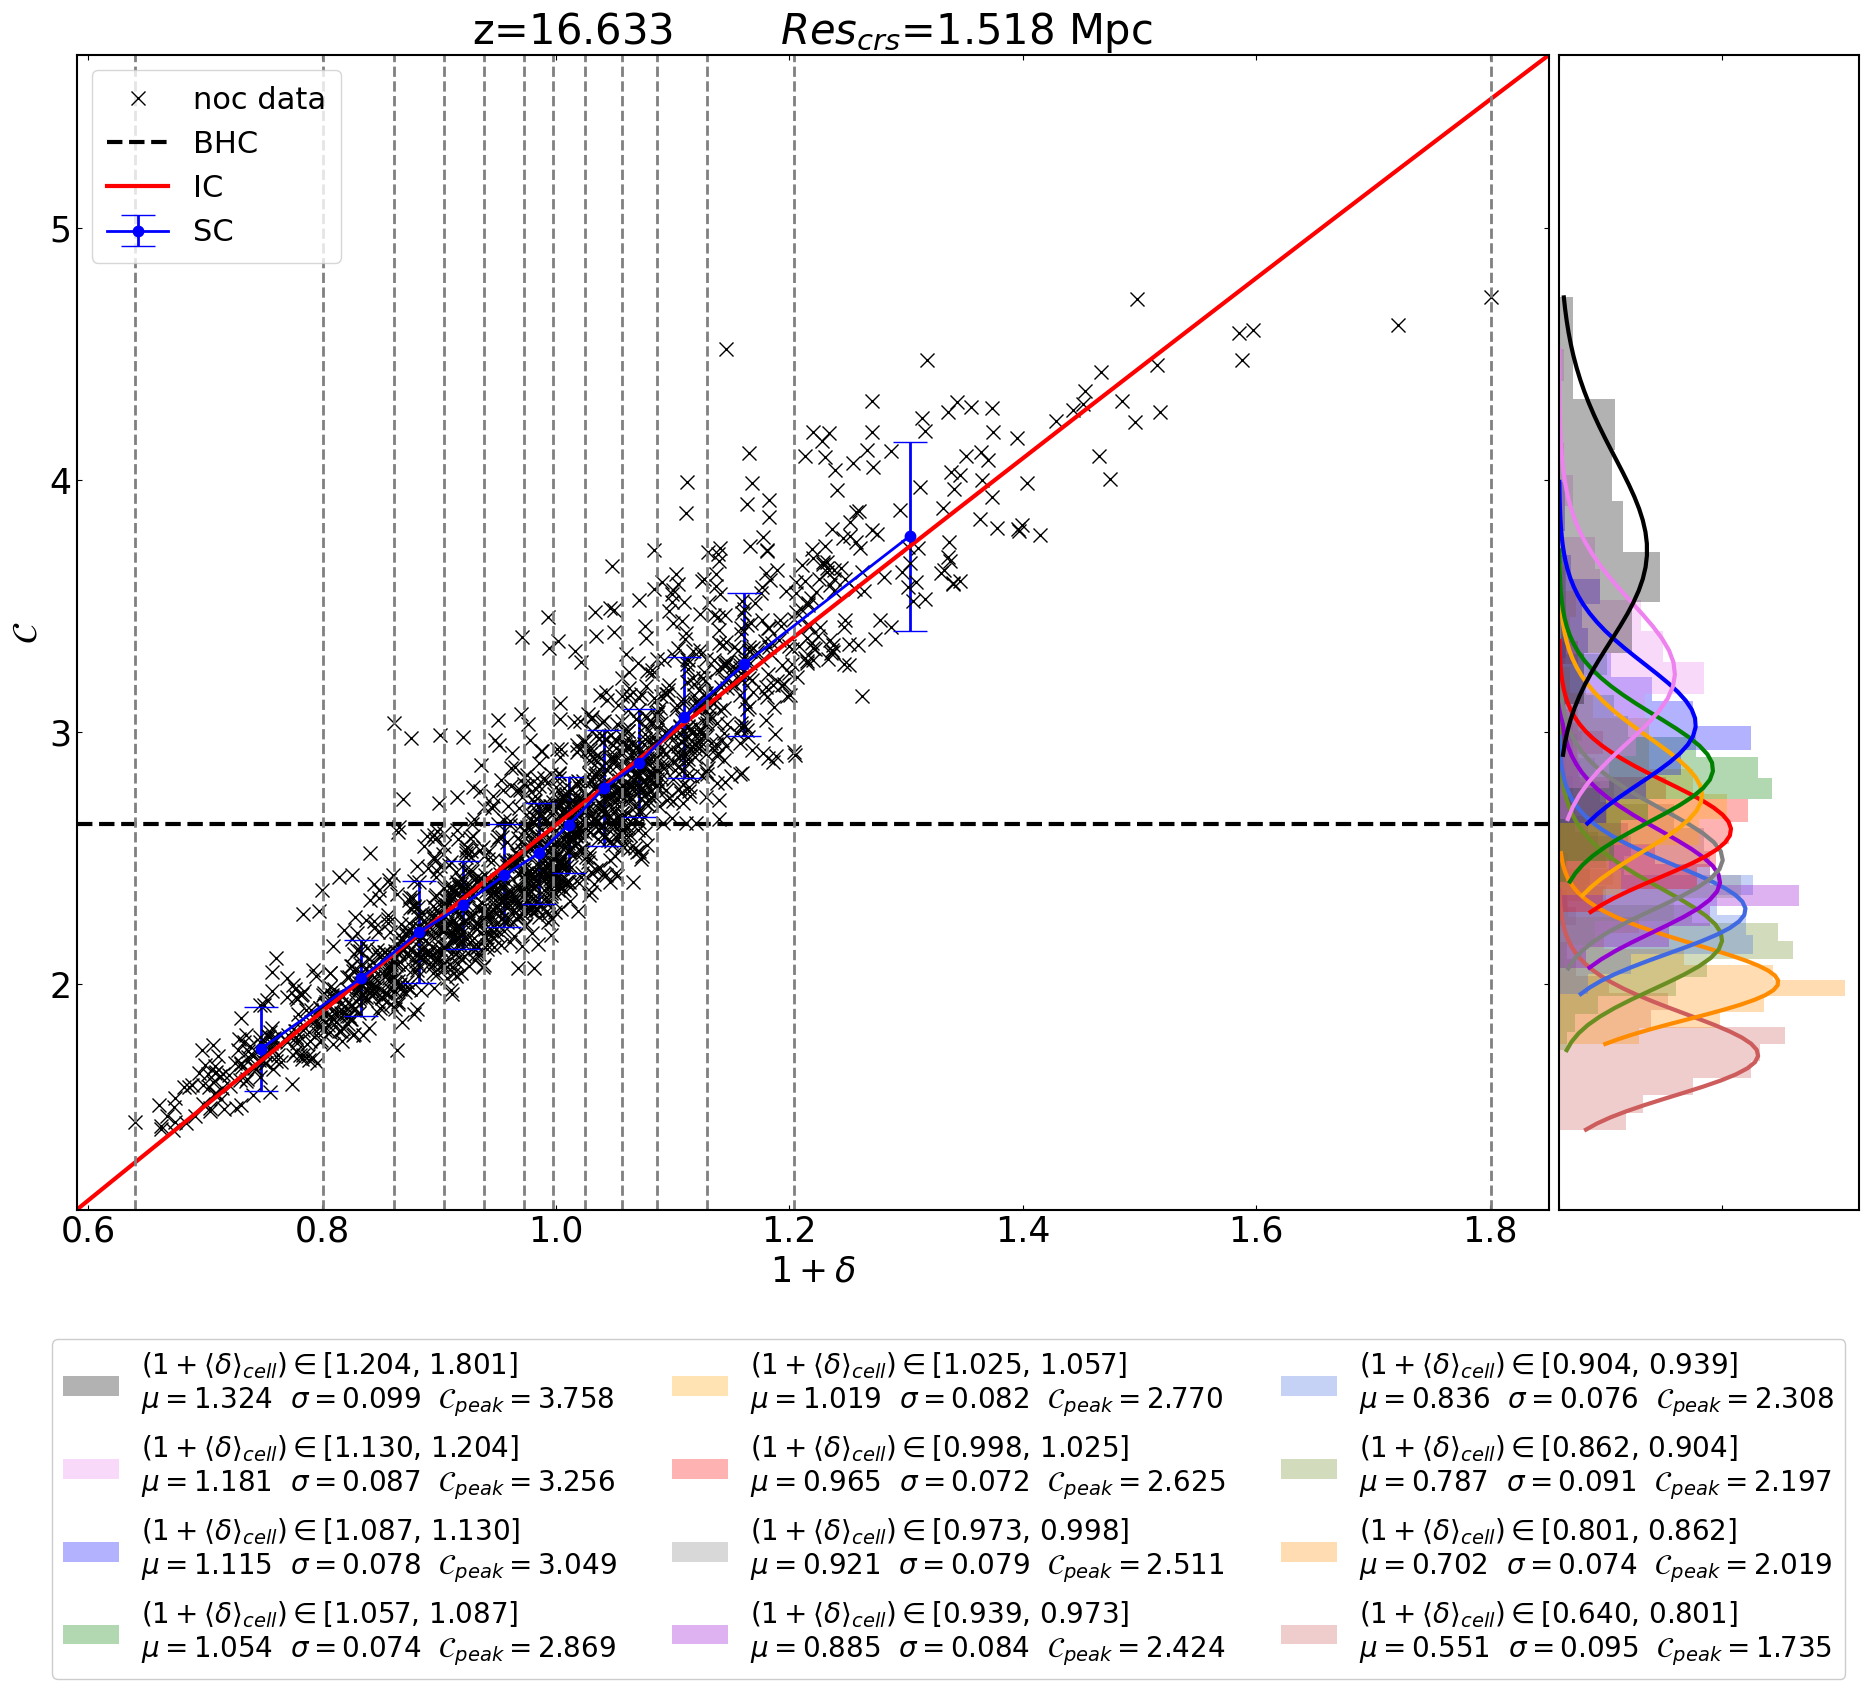 z=16.633 Res_crs=1.518 Mpc
noc data
BHC
IC
SC
5
4
3
2
𝒞
0.6 0.8 1.0 1.2 1.4 1.6 1.8
1 + δ
(1 + ⟨δ⟩_cell) ∈ [1.204, 1.801]
μ = 1.324 σ = 0.099 𝒞_peak = 3.758
(1 + ⟨δ⟩_cell) ∈ [1.130, 1.204]
μ = 1.181 σ = 0.087 𝒞_peak = 3.256
(1 + ⟨δ⟩_cell) ∈ [1.087, 1.130]
μ = 1.115 σ = 0.078 𝒞_peak = 3.049
(1 + ⟨δ⟩_cell) ∈ [1.057, 1.087]
μ = 1.054 σ = 0.074 𝒞_peak = 2.869
(1 + ⟨δ⟩_cell) ∈ [1.025, 1.057]
μ = 1.019 σ = 0.082 𝒞_peak = 2.770
(1 + ⟨δ⟩_cell) ∈ [0.998, 1.025]
μ = 0.965 σ = 0.072 𝒞_peak = 2.625
(1 + ⟨δ⟩_cell) ∈ [0.973, 0.998]
μ = 0.921 σ = 0.079 𝒞_peak = 2.511
(1 + ⟨δ⟩_cell) ∈ [0.939, 0.973]
μ = 0.885 σ = 0.084 𝒞_peak = 2.424
(1 + ⟨δ⟩_cell) ∈ [0.904, 0.939]
μ = 0.836 σ = 0.076 𝒞_peak = 2.308
(1 + ⟨δ⟩_cell) ∈ [0.862, 0.904]
μ = 0.787 σ = 0.091 𝒞_peak = 2.197
(1 + ⟨δ⟩_cell) ∈ [0.801, 0.862]
μ = 0.702 σ = 0.074 𝒞_peak = 2.019
(1 + ⟨δ⟩_cell) ∈ [0.640, 0.801]
μ = 0.551 σ = 0.095 𝒞_peak = 1.735